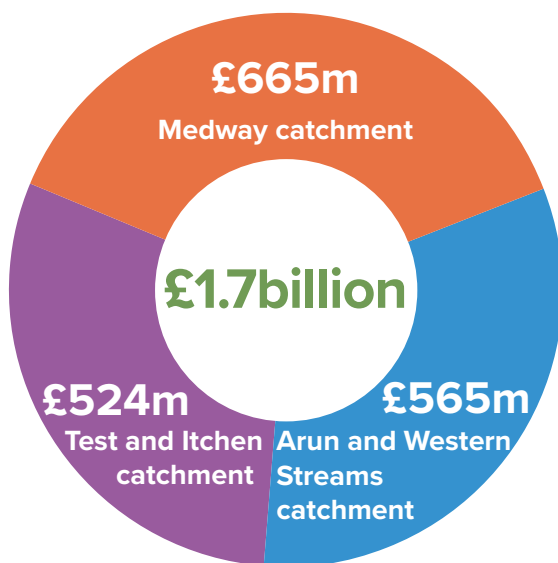 £665m
Medway catchment
£1.7billion
£524m
Test and Itchen
catchment
£565m
Arun and Western
Streams
catchment